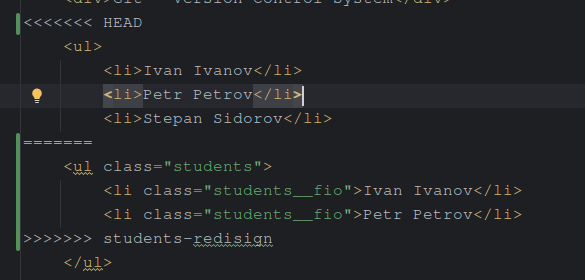 <div>Git - version control system</div>
<<<<<<< HEAD
<ul>
<li>Ivan Ivanov</li>
<li>Petr Petrov</li>
<li>Stepan Sidorov</li>
=======
<ul class="students">
<li class="students__fio">Ivan Ivanov</li>
<li class="students__fio">Petr Petrov</li>
>>>>>>> students-redisign
</ul>